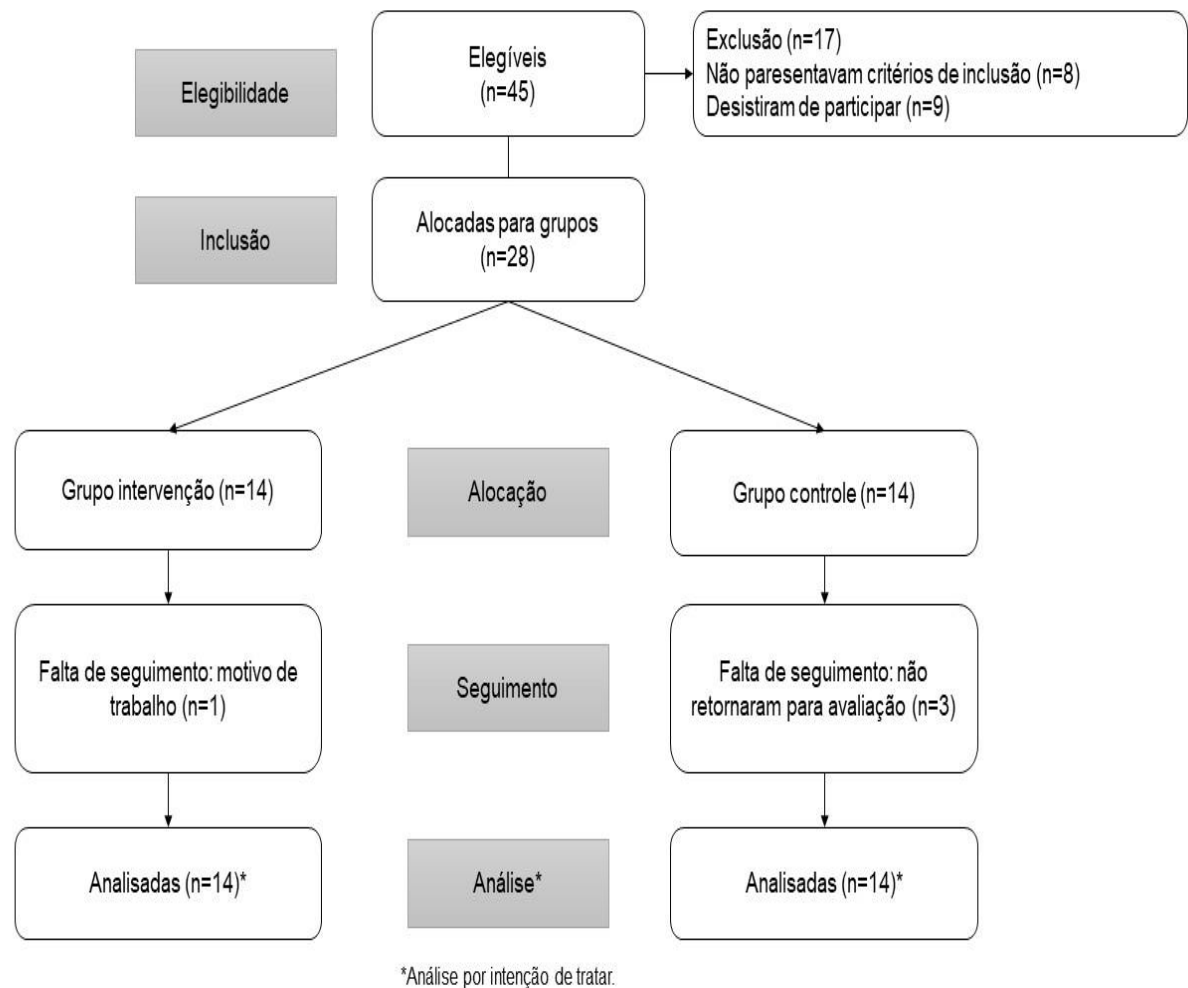 Elegibilidade
Elegíveis
(n=45)
Exclusão (n=17)
Não paresentavam critérios de inclusão (n=8)
Desistiram de participar (n=9)
Inclusão
Alocadas para grupos
(n=28)
Grupo intervenção (n=14)
Alocação
Grupo controle (n=14)
Falta de seguimento: motivo de
trabalho (n=1)
Seguimento
Falta de seguimento: não
retornaram para avaliação (n=3)
Analisadas (n=14)*
Análise*
Analisadas (n=14)*
*Análise por intenção de tratar.